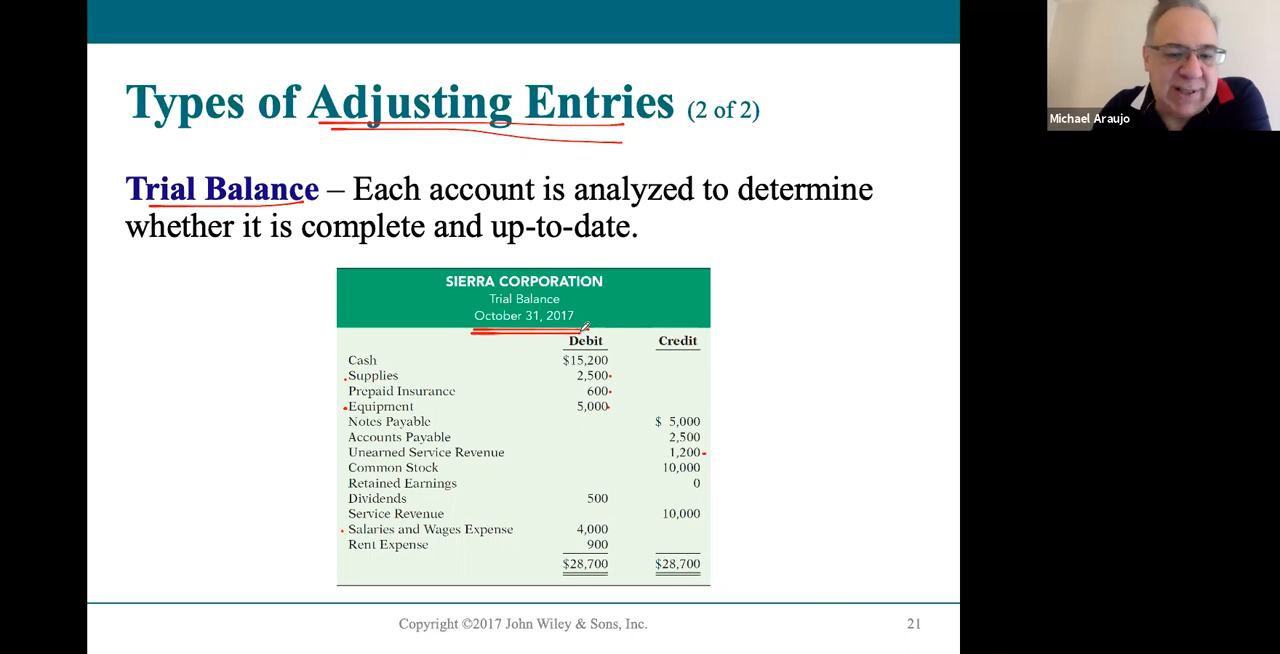 Types of Adjusting Entries (2 of 2)
Michael Araujo
Trial Balance – Each account is analyzed to determine
whether it is complete and up-to-date.
SIERRA CORPORATION
Trial Balance
October 31, 2017
Debit Credit
Cash $15,200
Supplies 2,500
Prepaid Insurance 600
Equipment 5,000
Notes Payable $ 5,000
Accounts Payable 2,500
Unearned Service Revenue 1,200
Common Stock 10,000
Retained Earnings 0
Dividends 500
Service Revenue 10,000
Salaries and Wages Expense 4,000
Rent Expense 900
$28,700 $28,700
Copyright ©2017 John Wiley & Sons, Inc. 21